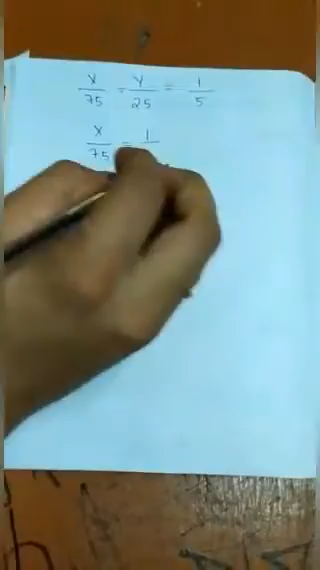 x/75 = y/25 = 1/5
x/75 = 1